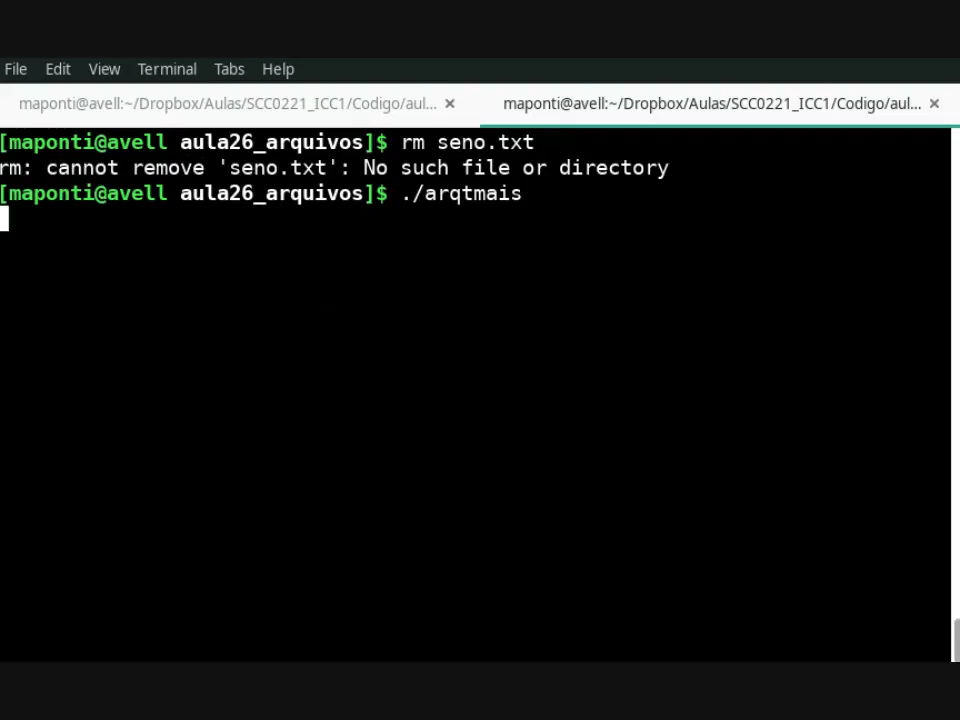 File Edit View Terminal Tabs Help
maponti@avell:~/Dropbox/Aulas/SCC0221_ICC1/Codigo/aul... × maponti@avell:~/Dropbox/Aulas/SCC0221_ICC1/Codigo/aul... ×
[maponti@avell aula26_arquivos]$ rm seno.txt
rm: cannot remove 'seno.txt': No such file or directory
[maponti@avell aula26_arquivos]$ ./arqtmais